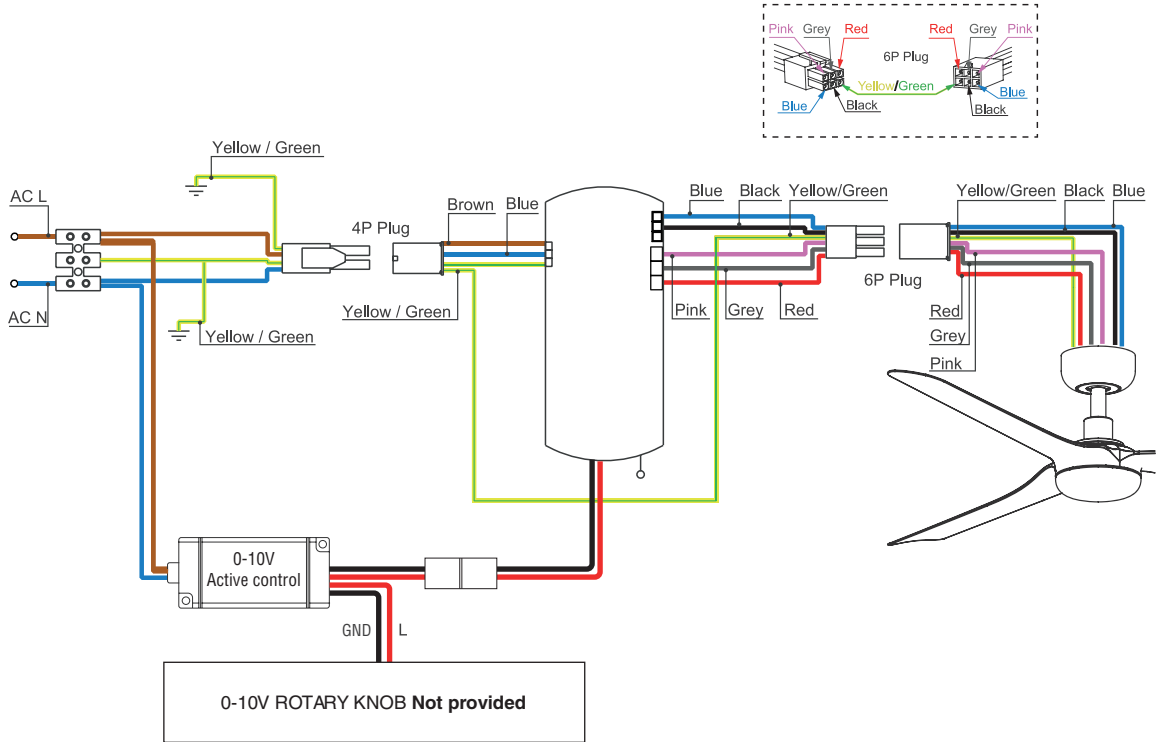 Pink Grey Red
Red Grey Pink
6P Plug
Yellow/Green
Blue
Black
Blue
Black
Yellow / Green
AC L
4P Plug
Brown
Blue
Blue
Black
Yellow/Green
Yellow/Green
Black
Blue
AC N
Yellow / Green
Yellow / Green
Pink
Grey
Red
6P Plug
Red
Grey
Pink
0-10V
Active control
GND
L
0-10V ROTARY KNOB Not provided